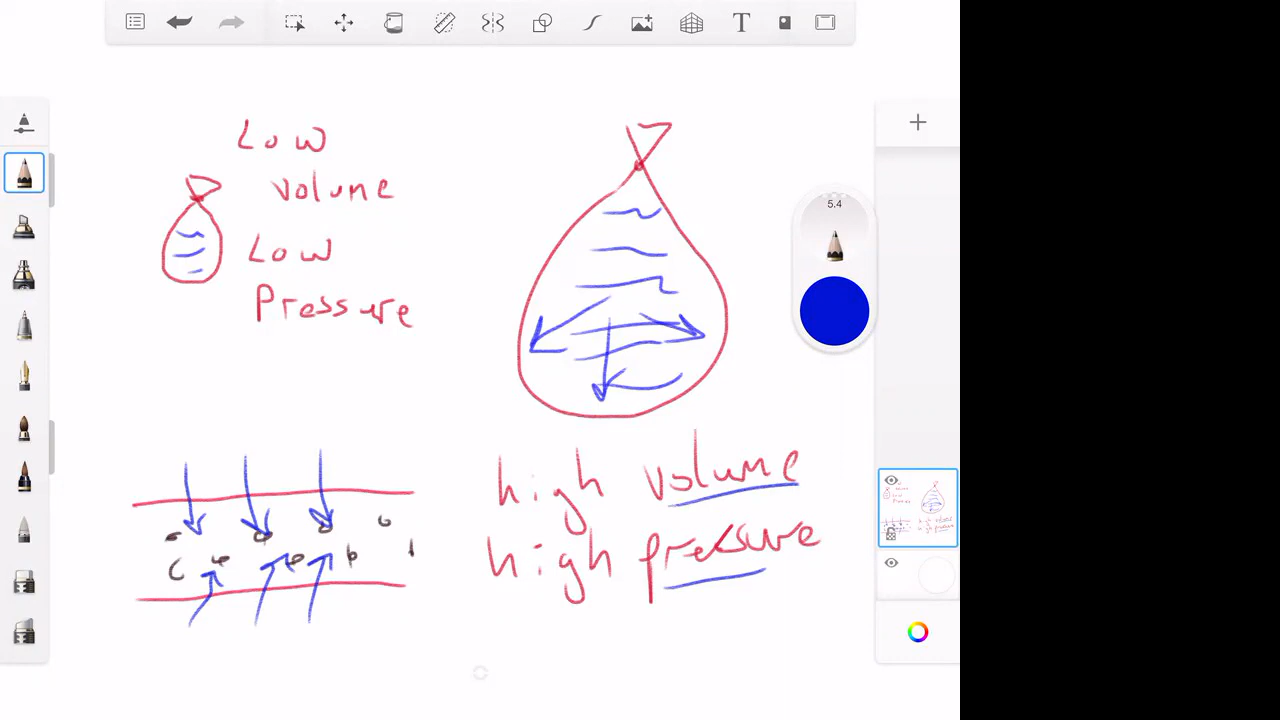 Low
volume
Low
Pressure
high volume
high pressure
5.4